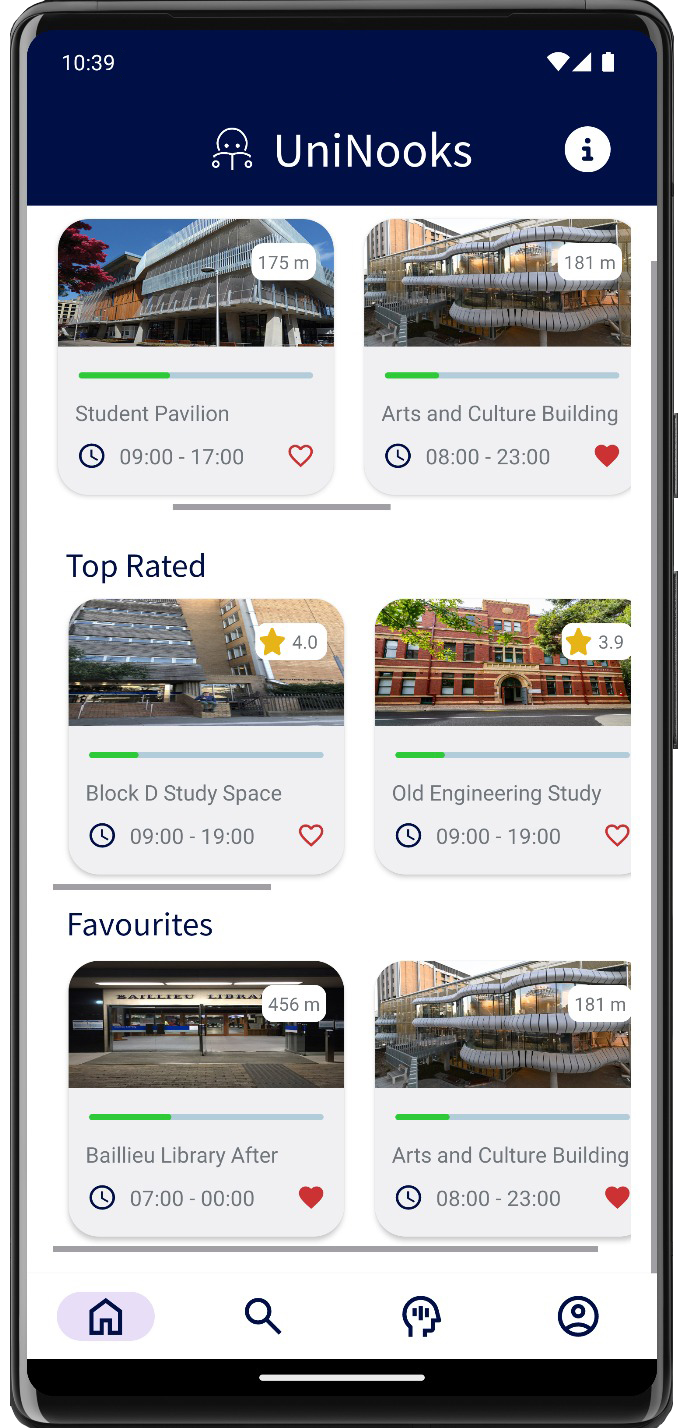 10:39
UniNooks
175 m
181 m
Student Pavilion
Arts and Culture Building
09:00 - 17:00
08:00 - 23:00
Top Rated
4.0
3.9
Block D Study Space
Old Engineering Study
09:00 - 19:00
09:00 - 19:00
Favourites
BAILLIEU LIBRA
456 m
181 m
Baillieu Library After
Arts and Culture Building
07:00 - 00:00
08:00 - 23:00